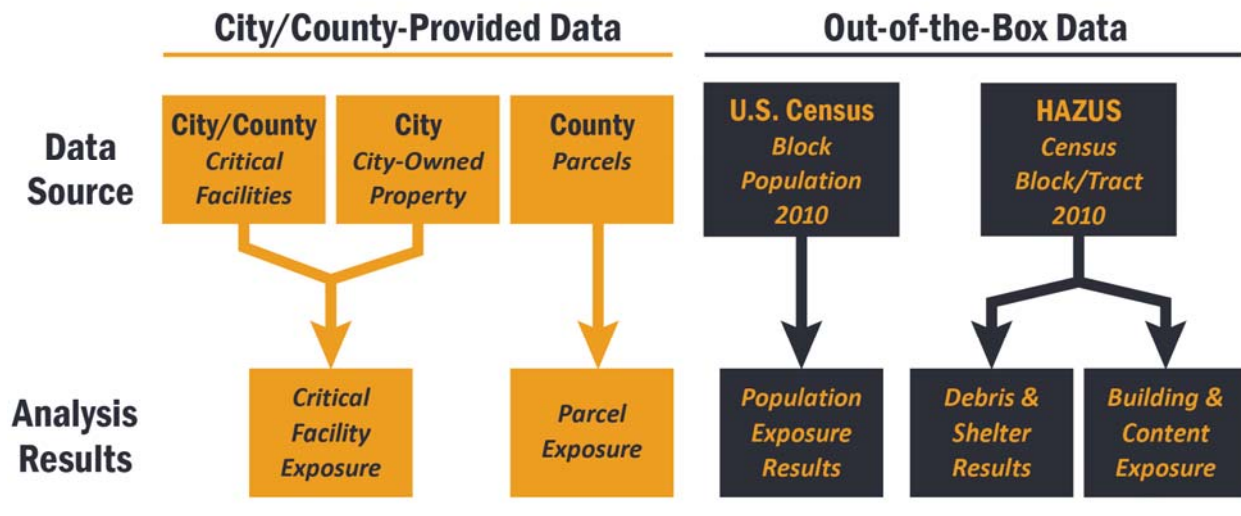 City/County-Provided Data
Out-of-the-Box Data
Data
Source
City/County
Critical
Facilities
City
City-Owned
Property
County
Parcels
U.S. Census
Block
Population
2010
HAZUS
Census
Block/Tract
2010
Analysis
Results
Critical
Facility
Exposure
Parcel
Exposure
Population
Exposure
Results
Debris &
Shelter
Results
Building &
Content
Exposure